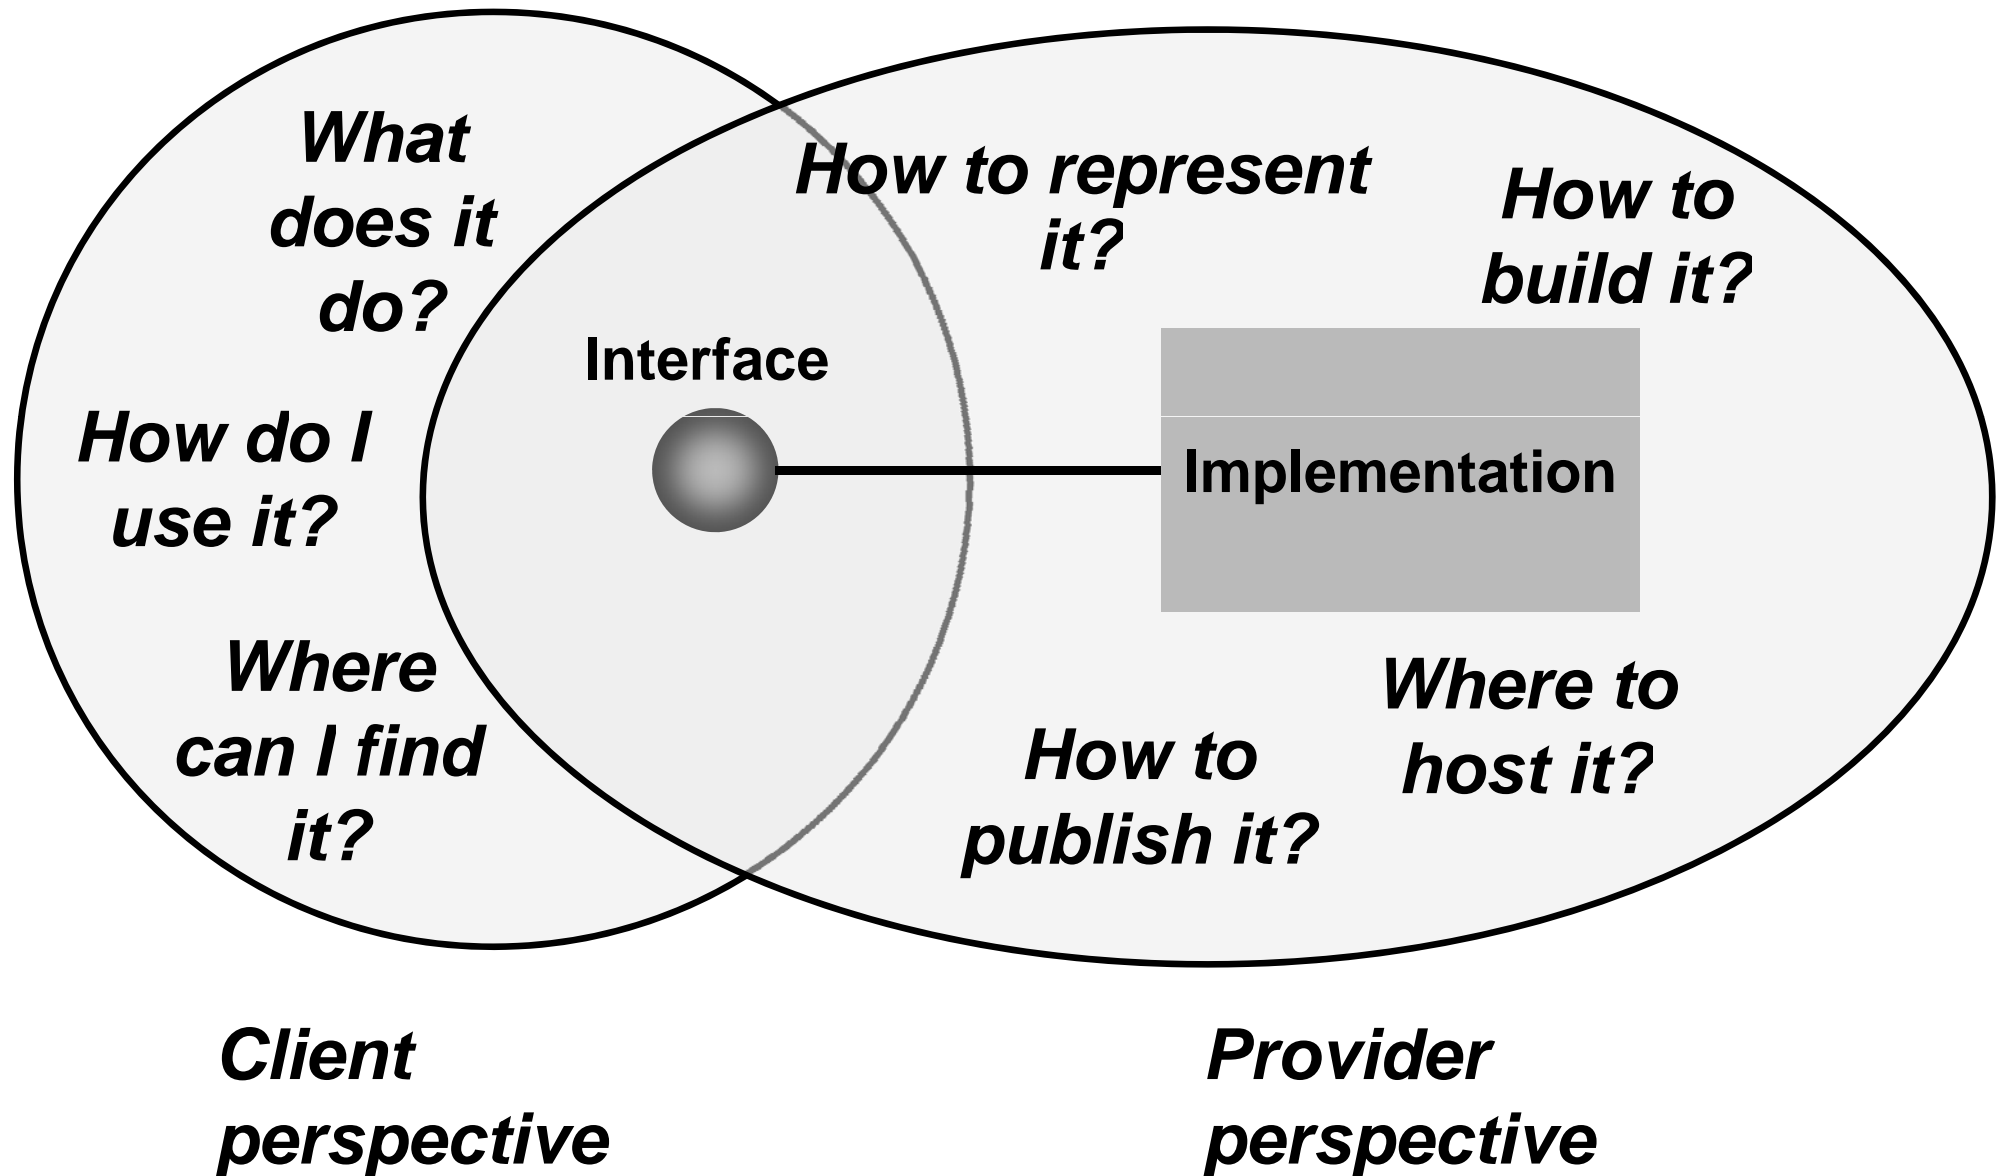 What
does it
do?
How do I
use it?
Where
can I find
it?
Interface
How to represent
it?
How to
build it?
Implementation
Where to
host it?
How to
publish it?
Client
perspective
Provider
perspective